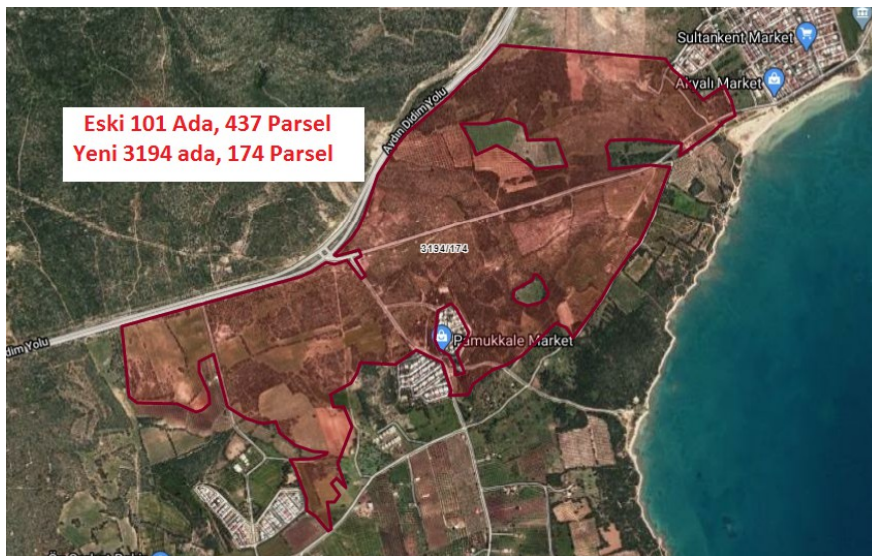 Eski 101 Ada, 437 Parsel
Yeni 3194 ada, 174 Parsel
Sultankent Market
Akyalı Market
Aydın Didim Yolu
3194/174
Pamukkale Market
dim Yolu